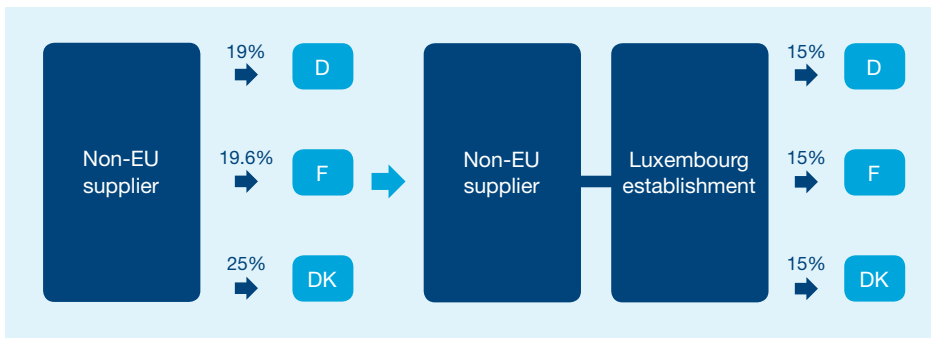 19%
D
Non-EU
supplier
19.6%
F
25%
DK
Non-EU
supplier
Luxembourg
establishment
15%
D
15%
F
15%
DK